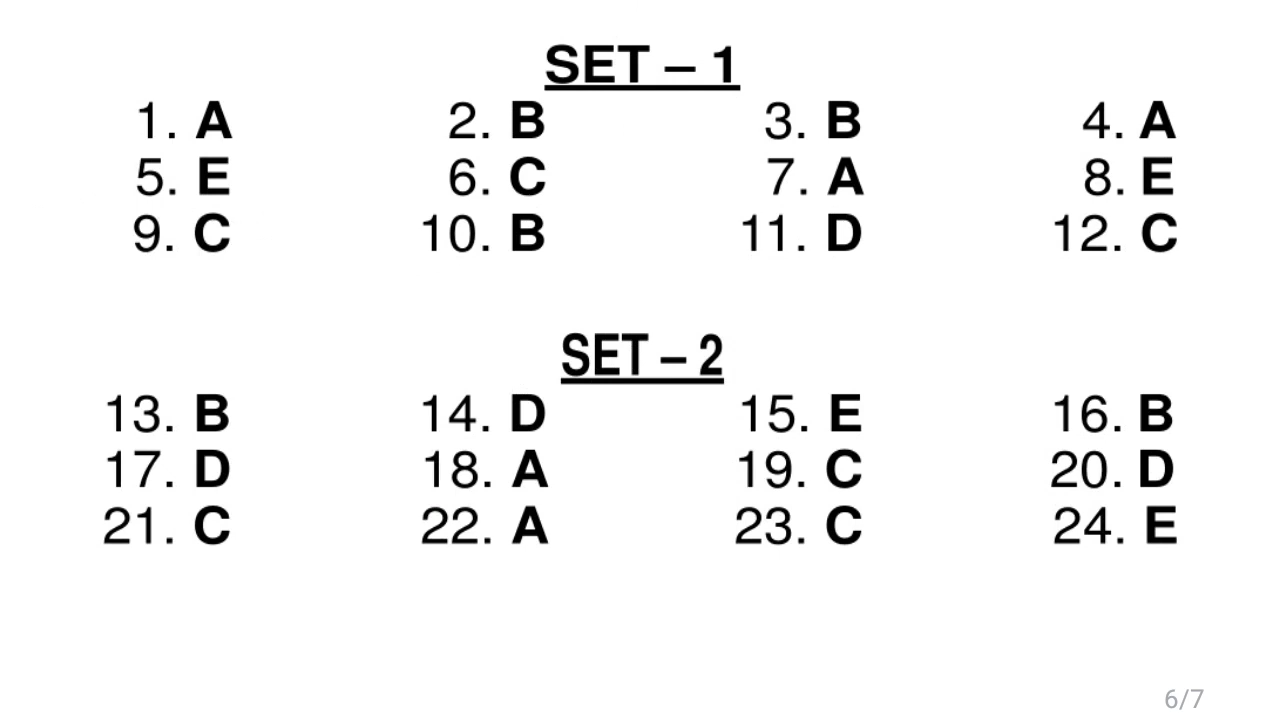 SET – 1
1. A 2. B 3. B 4. A
5. E 6. C 7. A 8. E
9. C 10. B 11. D 12. C
SET – 2
13. B 14. D 15. E 16. B
17. D 18. A 19. C 20. D
21. C 22. A 23. C 24. E
6/7